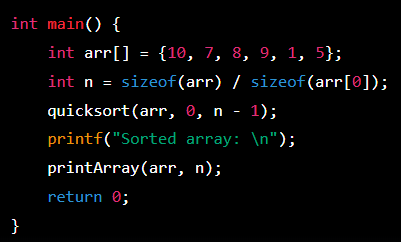 int main() {
    int arr[] = {10, 7, 8, 9, 1, 5};
    int n = sizeof(arr) / sizeof(arr[0]);
    quicksort(arr, 0, n - 1);
    printf("Sorted array: \n");
    printArray(arr, n);
    return 0;
}